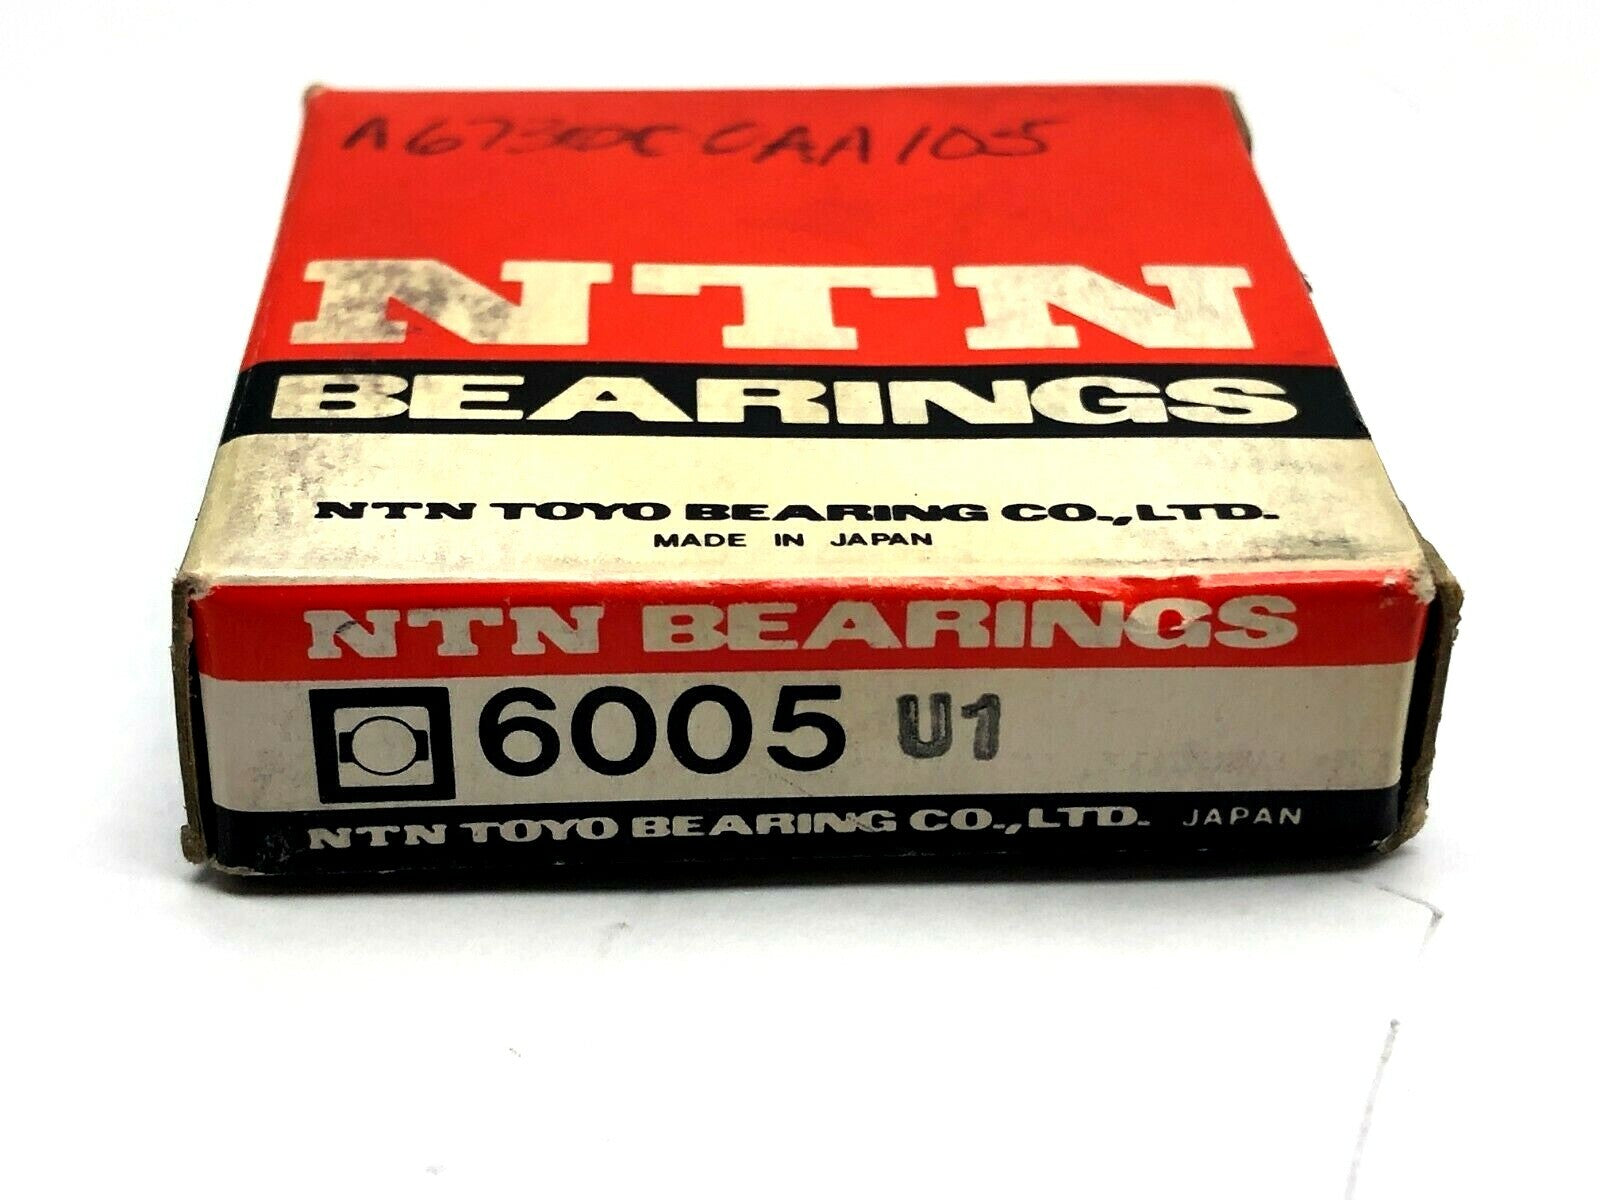 NTN
BEARINGS
NTN TOYO BEARING CO.,LTD.
MADE IN JAPAN
NTN BEARINGS
6005 U1
NTN TOYO BEARING CO.,LTD. JAPAN